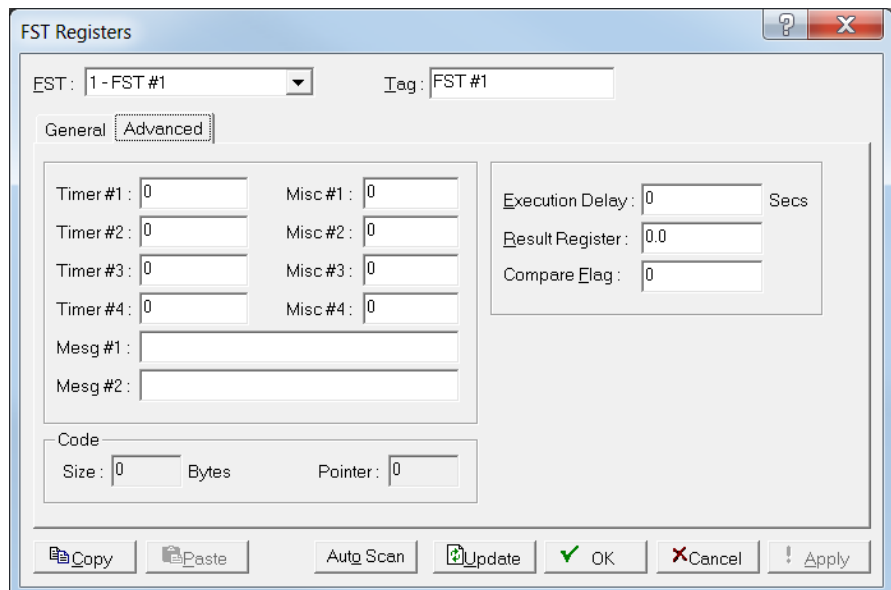 FST Registers
FST : 1 - FST #1 Tag : FST #1
General Advanced
Timer #1 : 0 Misc #1 : 0
Timer #2 : 0 Misc #2 : 0
Timer #3 : 0 Misc #3 : 0
Timer #4 : 0 Misc #4 : 0
Mesg #1 :
Mesg #2 :
Execution Delay : 0 Secs
Result Register : 0.0
Compare Flag : 0
Code
Size : 0 Bytes Pointer : 0
Copy Paste Auto Scan Update OK Cancel ! Apply